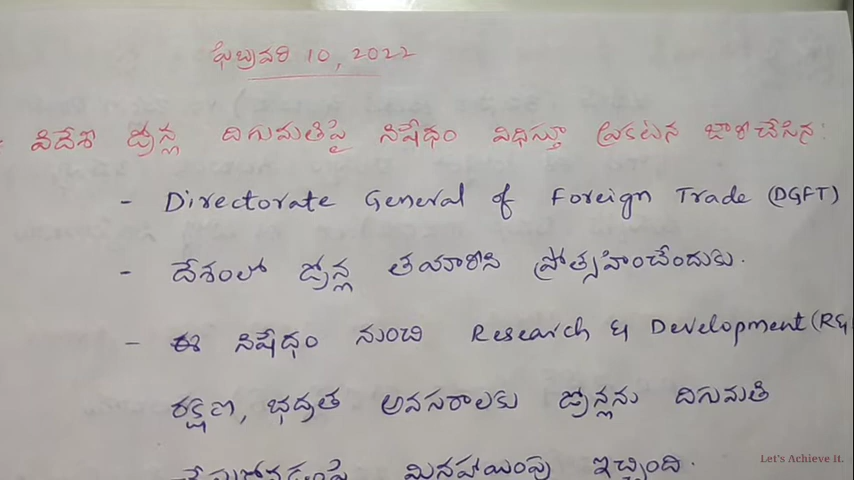 ఫిబ్రవరి 10, 2022
విదేశీ డ్రోన్ల దిగుమతిపై నిషేధం విధిస్తూ ప్రకటన జారీచేసిన:
- Directorate General of Foreign Trade (DGFT)
- దేశంలో డ్రోన్ల తయారీని ప్రోత్సహించేందుకు.
- ఈ నిషేధం నుంచి Research & Development (R&
రక్షణ, భద్రత అవసరాలకు డ్రోన్లను దిగుమతి
చేసుకోవడంపై మినహాయింపు ఇచ్చింది.
Let's Achieve It.